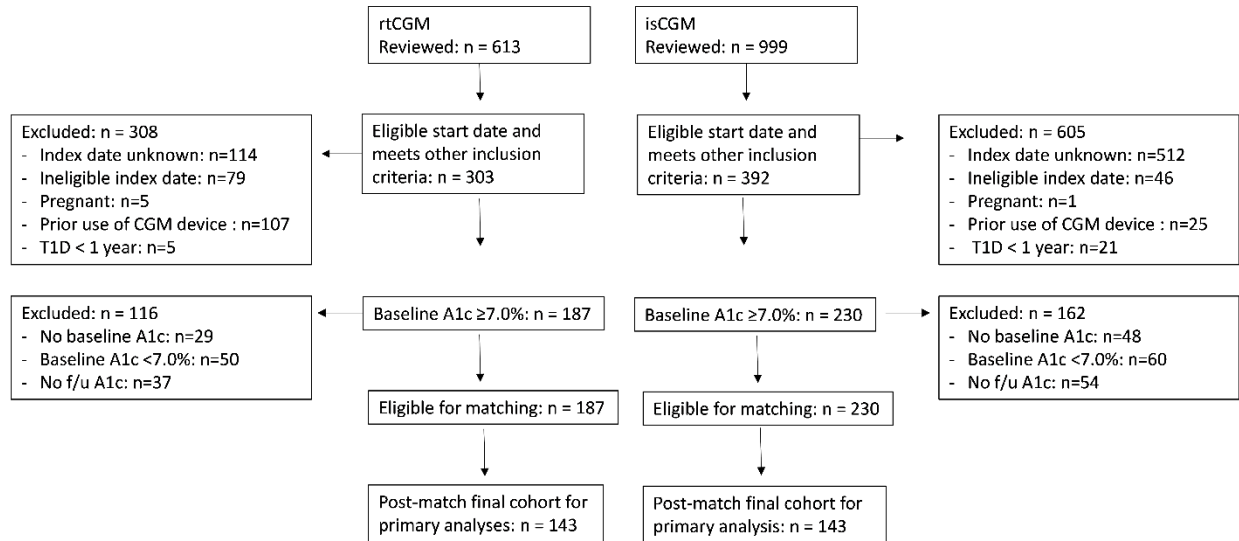 rtCGM
Reviewed: n = 613
isCGM
Reviewed: n = 999
Excluded: n = 308
- Index date unknown: n=114
- Ineligible index date: n=79
- Pregnant: n=5
- Prior use of CGM device : n=107
- T1D < 1 year: n=5
Eligible start date and
meets other inclusion
criteria: n = 303
Eligible start date and
meets other inclusion
criteria: n = 392
Excluded: n = 605
- Index date unknown: n=512
- Ineligible index date: n=46
- Pregnant: n=1
- Prior use of CGM device : n=25
- T1D < 1 year: n=21
Excluded: n = 116
- No baseline A1c: n=29
- Baseline A1c <7.0%: n=50
- No f/u A1c: n=37
Baseline A1c ≥7.0%: n = 187
Baseline A1c ≥7.0%: n = 230
Excluded: n = 162
- No baseline A1c: n=48
- Baseline A1c <7.0%: n=60
- No f/u A1c: n=54
Eligible for matching: n = 187
Eligible for matching: n = 230
Post-match final cohort for
primary analyses: n = 143
Post-match final cohort for
primary analysis: n = 143